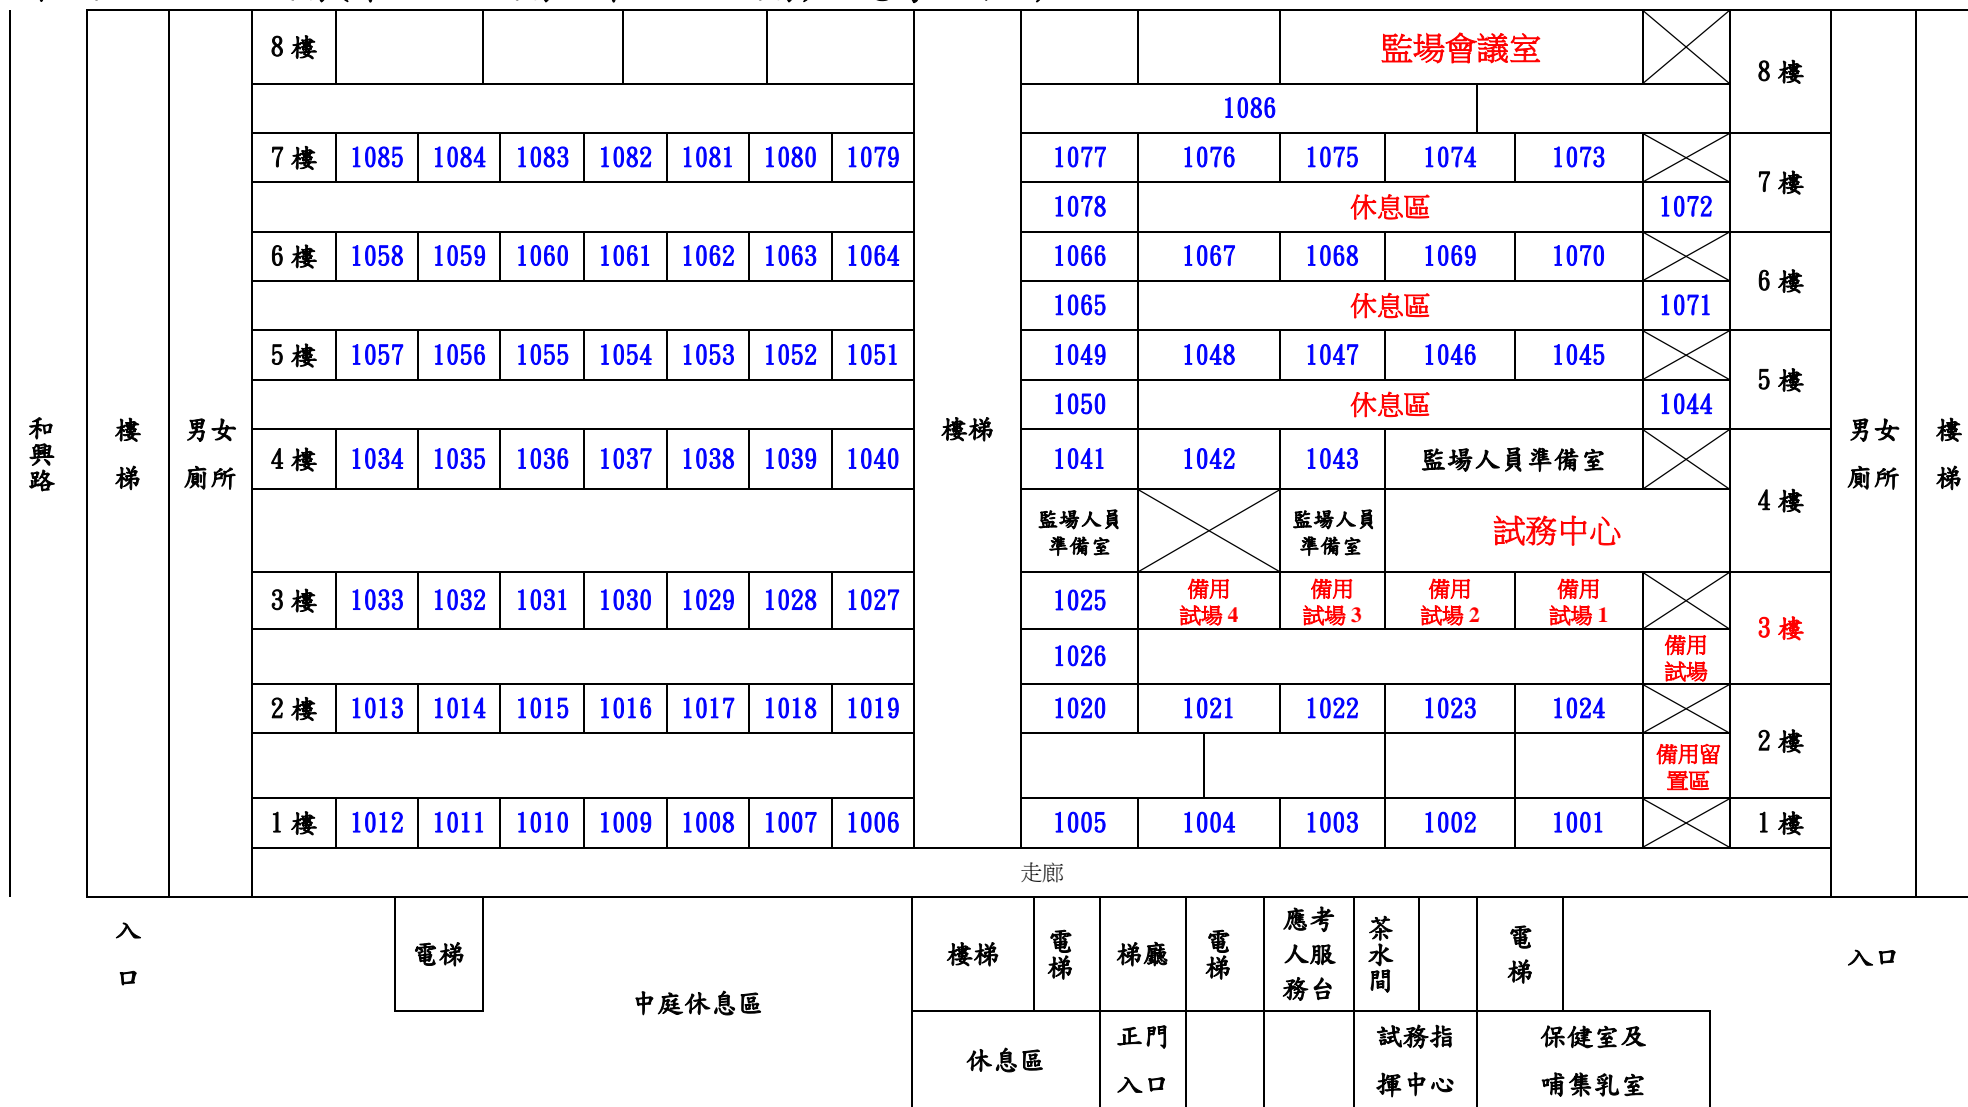 8樓 監場會議室
8樓
1086
7樓 1085 1084 1083 1082 1081 1080 1079 1077 1076 1075 1074 1073
7樓
1078 休息區 1072
6樓 1058 1059 1060 1061 1062 1063 1064 1066 1067 1068 1069 1070
6樓
1065 休息區 1071
5樓 1057 1056 1055 1054 1053 1052 1051 1049 1048 1047 1046 1045
5樓
1050 休息區 1044
和興路
樓梯
男女
廁所
樓梯
男女
廁所
樓梯
4樓 1034 1035 1036 1037 1038 1039 1040 1041 1042 1043 監場人員準備室
4樓
監場人員
準備室
監場人員
準備室
試務中心
3樓 1033 1032 1031 1030 1029 1028 1027 1025
備用
試場4
備用
試場3
備用
試場2
備用
試場1
3樓
1026
備用
試場
2樓 1013 1014 1015 1016 1017 1018 1019 1020 1021 1022 1023 1024
2樓
備用留
置區
1樓 1012 1011 1010 1009 1008 1007 1006 1005 1004 1003 1002 1001 1樓
走廊
入口
電梯
中庭休息區
樓梯
電梯
梯廳
電梯
應考
人服
務台
茶水間
電梯
入口
休息區
正門
入口
試務指
揮中心
保健室及
哺集乳室